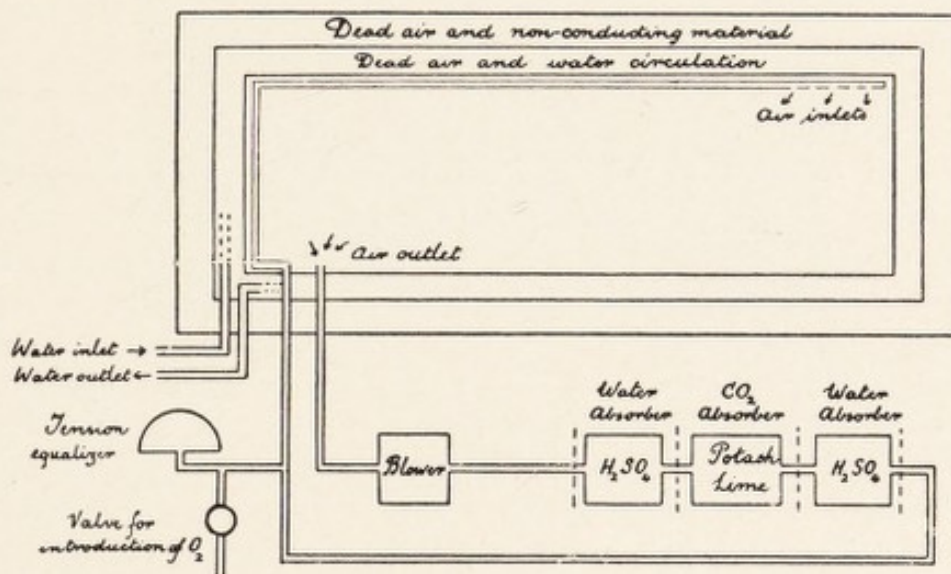 Dead air and non-conducting material
Dead air and water circulation
Air inlets
Air outlet
Water inlet →
Water outlet ←
Tension
equalizer
Water
Absorber
CO₂
Absorber
Water
Absorber
Blower
H₂SO₄
Potash
Lime
H₂SO₄
Valve for
introduction of O₂